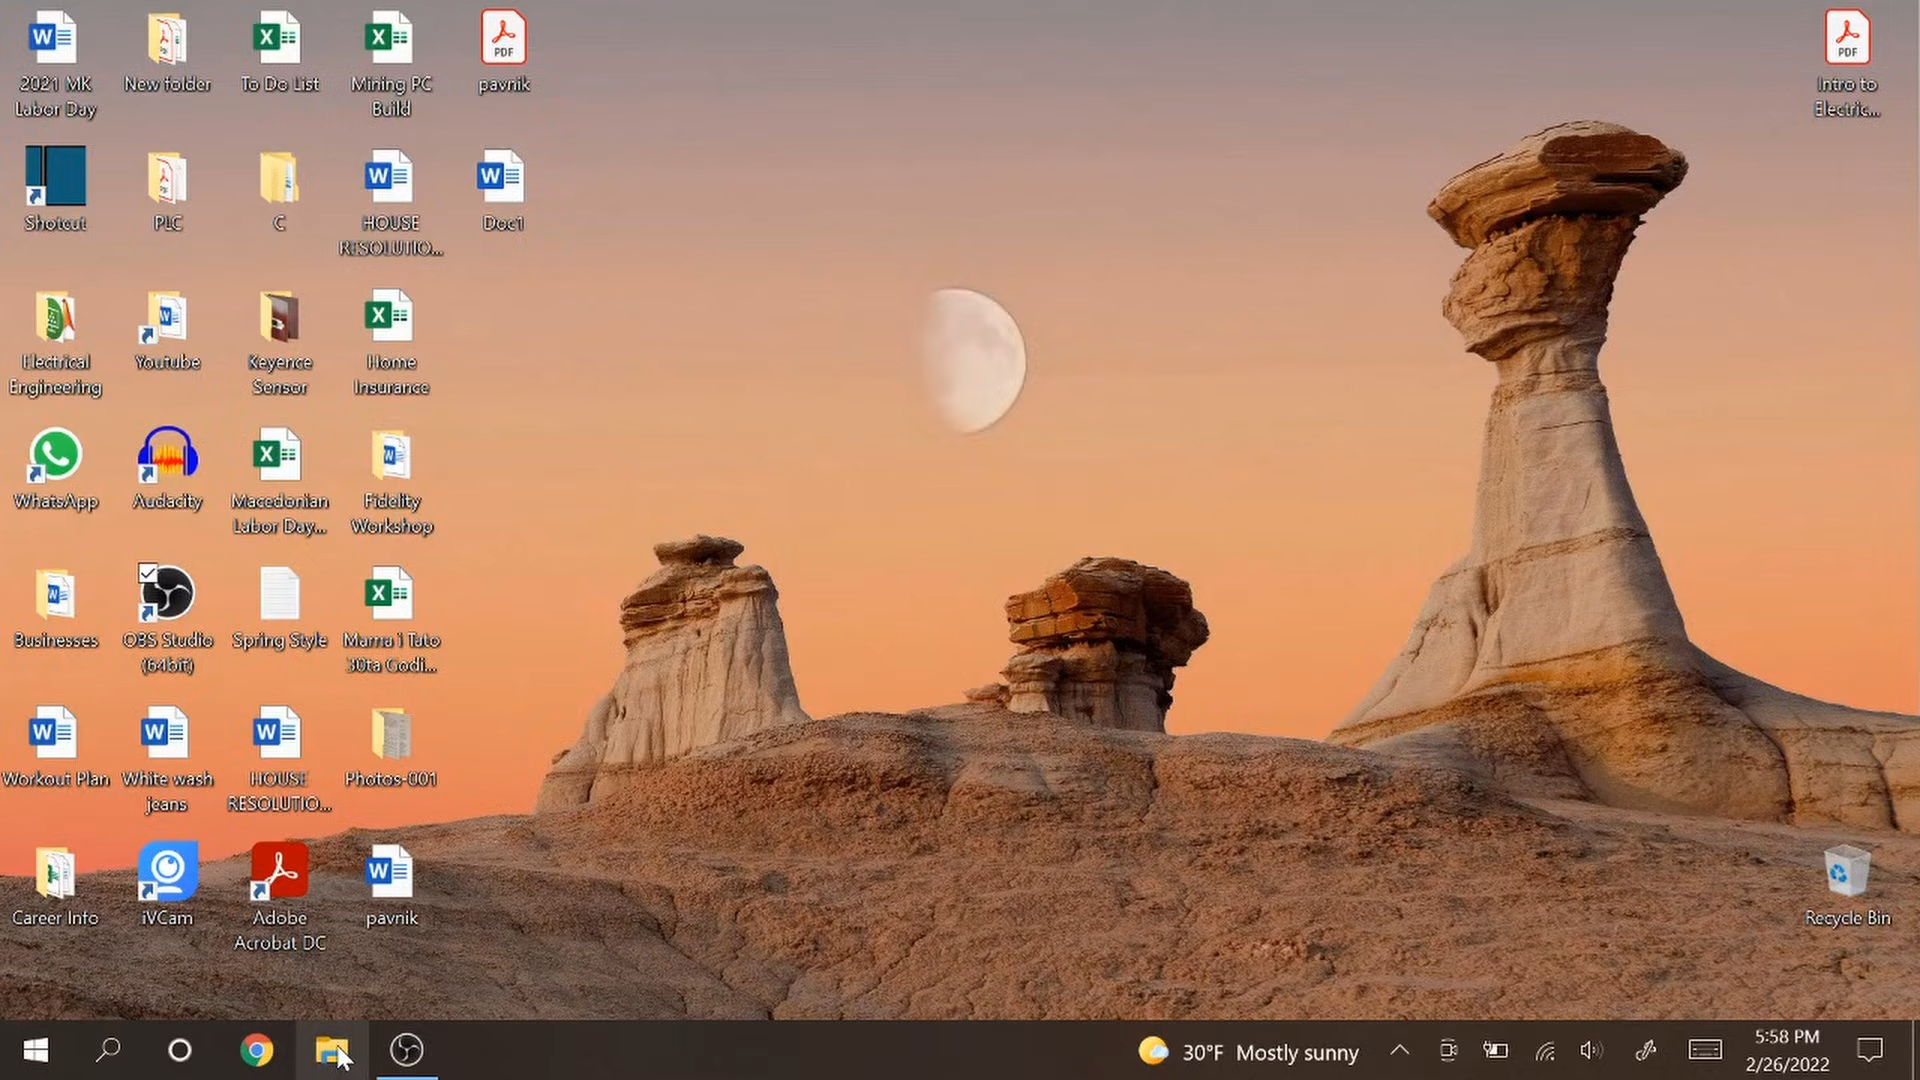 2021 MK
Labor Day
New folder
To Do List
Mining PC
Build
PDF
pavnik
PDF
Intro to
Electric...
Shotcut
PLC
C
HOUSE
RESOLUTIO...
Doc1
Electrical
Engineering
Youtube
Keyence
Sensor
Home
Insurance
WhatsApp
Audacity
Macedonian
Labor Day...
Fidelity
Workshop
Businesses
OBS Studio
(64bit)
Spring Style
Mama i Tato
30ta Godi...
Workout Plan
White wash
jeans
HOUSE
RESOLUTIO...
Photos-001
Career Info
iVCam
Adobe
Acrobat DC
pavnik
Recycle Bin
30°F Mostly sunny
5:58 PM
2/26/2022